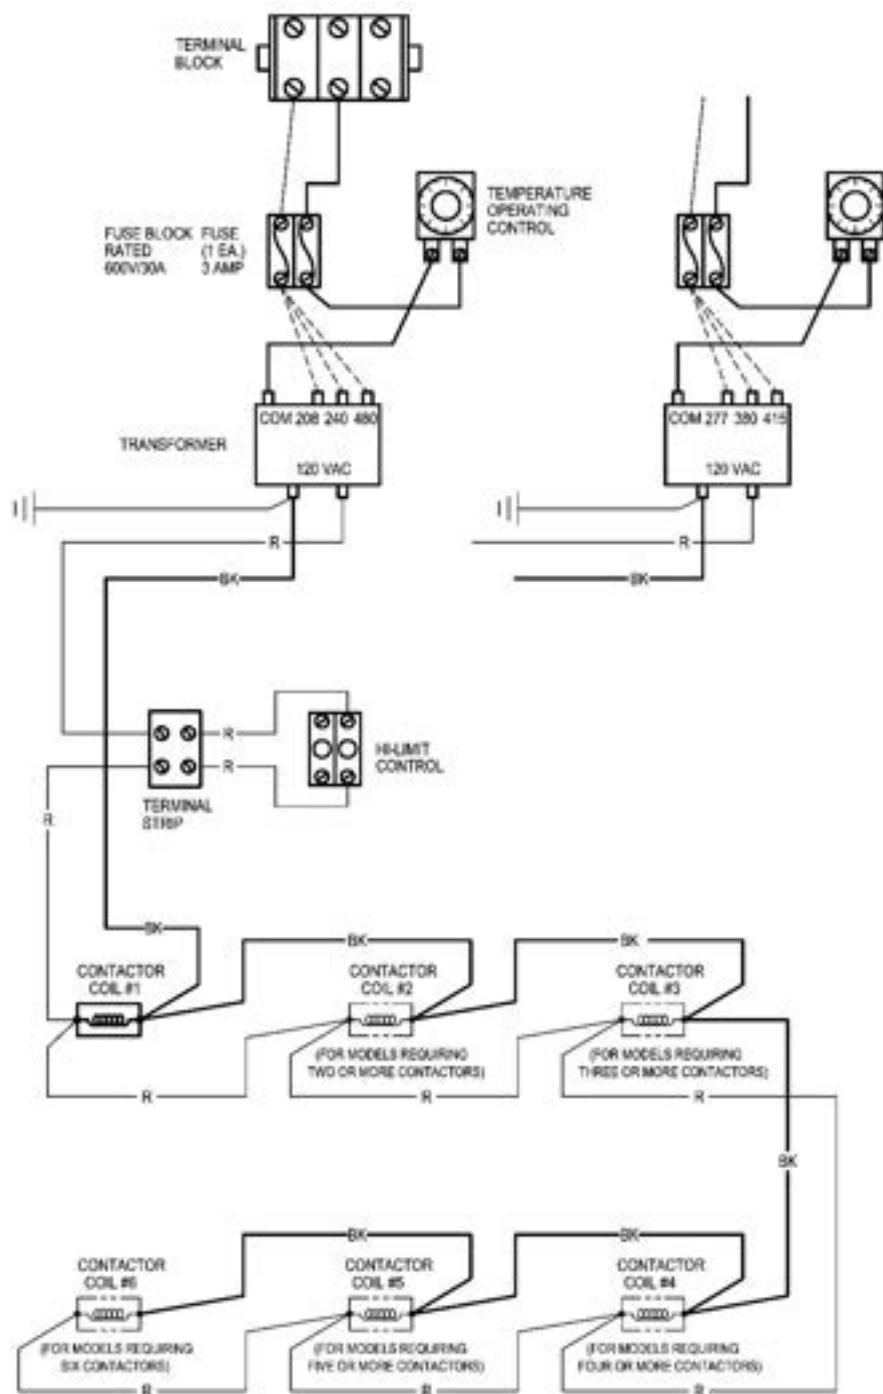 TERMINAL
BLOCK
FUSE BLOCK
RATED
600V/30A
FUSE
(1 EA.)
3 AMP
TEMPERATURE
OPERATING
CONTROL
COM 208 240 480
120 VAC
TRANSFORMER
COM 277 380 415
120 VAC
R
BK
R
BK
R
R
HI-LIMIT
CONTROL
TERMINAL
STRIP
R
BK
BK
BK
CONTACTOR
COIL #1
CONTACTOR
COIL #2
CONTACTOR
COIL #3
(FOR MODELS REQUIRING
TWO OR MORE CONTACTORS)
(FOR MODELS REQUIRING
THREE OR MORE CONTACTORS)
R
R
R
BK
BK
BK
CONTACTOR
COIL #6
CONTACTOR
COIL #5
CONTACTOR
COIL #4
(FOR MODELS REQUIRING
SIX CONTACTORS)
(FOR MODELS REQUIRING
FIVE OR MORE CONTACTORS)
(FOR MODELS REQUIRING
FOUR OR MORE CONTACTORS)
R
R
R